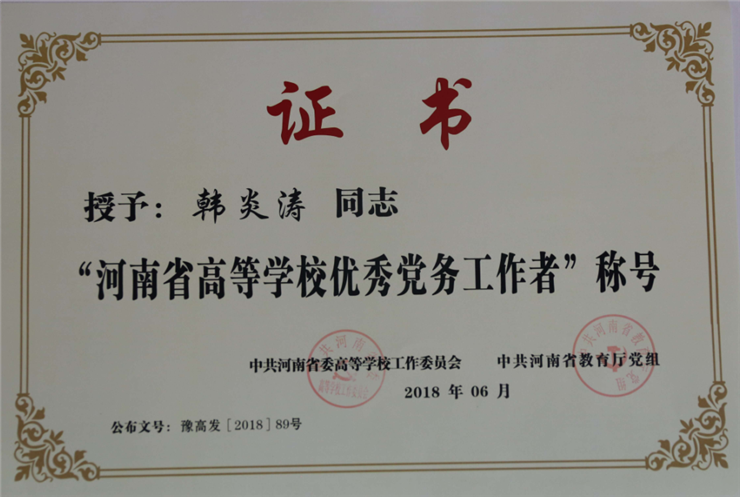 证 书
授予：韩炎涛 同志
“河南省高等学校优秀党务工作者”称号
中共河南省委高等学校工作委员会 中共河南省教育厅党组
2018 年 06 月
公布文号：豫高发［2018］89号